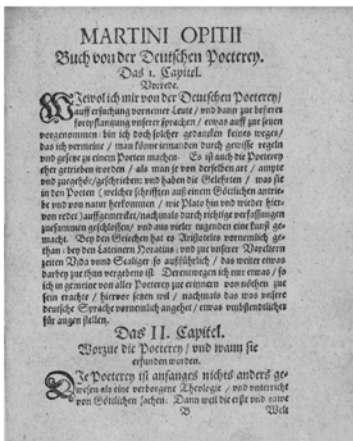 MARTINI OPITII
Buch von der Deutschen Poeterey.
Das 1. Capitel.
Vorrede.
WIewol ich mir von der Deutschen Poeterey/
auff ersuchung vornemer Leute/ vnd dann zue besserer
fortpflantzung vnserer sprachen/ etwas auff zue setzen
vorgenommen: bin ich doch solcher gedancken keines weges/
das ich vermeine/ man könne iemanden durch gewisse regeln
vnd gesetze zu einem Poeten machen. Es ist auch die Poeterey
eher getrieben worden/ als man je von derselben art/ ampte
vnd zuegehör/ geschrieben: vnd haben die Gelehrten/ was sie
in den Poeten (welcher schrifften auß einem Göttlichen antrie-
be vnd von natur herkommen/ wie Plato hin vnd wieder hier-
von redet) auffgemercket/ nachmals durch richtige verfassungen
zuesammen geschlossen/ vnd aus vieler tugenden eine kunst ge-
macht. Bey den Griechen hat es Aristoteles vornemlich ge-
than; bey den Lateinern Horatius; vnd zue vnserer Voreltern
zeiten Vida vnnd Scaliger so außführlich/ das weiter etwas
darbey zue thun vergebens ist. Derentwegen ich nur etwas/ so
ich in gemeine von aller Poeterey zue erinnern von nöthen zue
sein erachte/ hiervor setzen wil/ nachmals das was vnsere
deutsche Sprache vornemlich angehet/ etwas vmbstendtlicher
für augen stellen.
Das II. Capitel.
Worzue die Poeterey/ vnd wann sie
erfunden worden.
DIe Poeterey ist anfanges nichts anders ge-
wesen als eine verborgene Theologie/ vnd vnterricht
von Göttlichen sachen. Dann weil die erste vnd rawe
B Welt